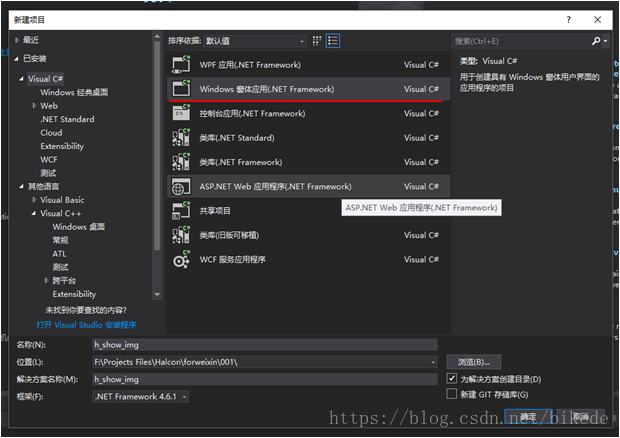 新建项目
?
最近
已安装
Visual C#
Windows 经典桌面
Web
.NET Standard
Cloud
Extensibility
WCF
测试
其他语言
Visual Basic
Visual C++
Windows 桌面
常规
ATL
测试
跨平台
Extensibility
未找到你要查找的内容?
打开 Visual Studio 安装程序
排序依据: 默认值
WPF 应用(.NET Framework) Visual C#
Windows 窗体应用(.NET Framework) Visual C#
控制台应用(.NET Framework) Visual C#
类库(.NET Standard) Visual C#
类库(.NET Framework) Visual C#
ASP.NET Web 应用程序(.NET Framework) Visual C#
ASP.NET Web 应用程序(.NET Framework)
共享项目 Visual C#
类库(旧版可移植) Visual C#
WCF 服务应用程序 Visual C#
搜索(Ctrl+E)
类型: Visual C#
用于创建具有 Windows 窗体用户界面的
应用程序的项目
名称(N): h_show_img
位置(L): F:\Projects Files\Halcon\forweixin\001\
浏览(B)...
解决方案名称(M): h_show_img
为解决方案创建目录(D)
框架(F): .NET Framework 4.6.1
新建 GIT 存储库(G)
确定 取消
https://blog.csdn.net/bikede